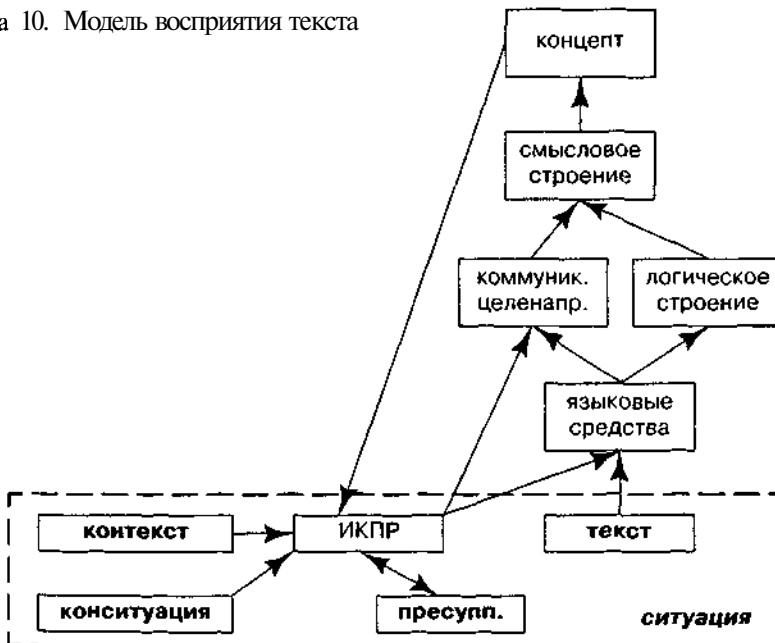 а 10. Модель восприятия текста
концепт
смысловое
строение
коммуник.
целенапр.
логическое
строение
языковые
средства
контекст
ИКПР
текст
конситуация
пресупп.
ситуация